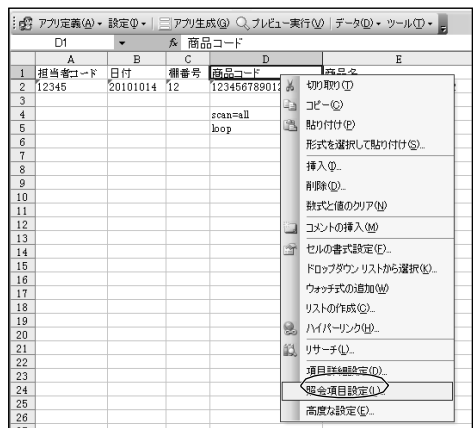 アプリ定義(A) 設定(I) アプリ生成(G) プレビュー実行(V) データ(D) ツール(T)
D1 fx 商品コード
A B C D E
1 担当者コード 日付 棚番号 商品コード 商品名
2 12345 20101014 12 123456789012
3
4 scan=all
5 loop
6
7
8
9
10
11
12
13
14
15
16
17
18
19
20
21
22
23
24
25
26
切り取り(T)
コピー(C)
貼り付け(P)
形式を選択して貼り付け(S)...
挿入(I)...
削除(D)...
数式と値のクリア(N)
コメントの挿入(M)
セルの書式設定(F)...
ドロップダウン リストから選択(K)...
ウォッチ式の追加(W)
リストの作成(C)...
ハイパーリンク(H)...
リサーチ(L)...
項目詳細設定(D)...
照会項目設定(L)...
高度な設定(E)...